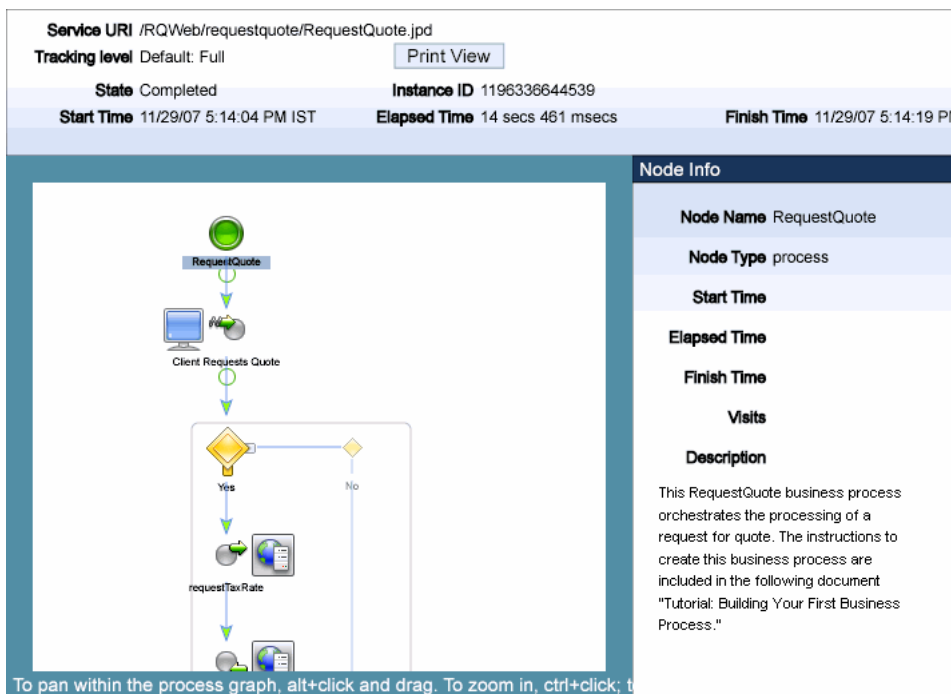 Service URI /RQWeb/requestquote/RequestQuote.jpd
Tracking level Default: Full Print View
State Completed Instance ID 1196336644539
Start Time 11/29/07 5:14:04 PM IST Elapsed Time 14 secs 461 msecs Finish Time 11/29/07 5:14:19
Node Info
RequestQuote
Client Requests Quote
Yes No
requestTaxRate
To pan within the process graph, alt+click and drag. To zoom in, ctrl+click;
Node Name RequestQuote
Node Type process
Start Time
Elapsed Time
Finish Time
Visits
Description
This RequestQuote business process
orchestrates the processing of a
request for quote. The instructions to
create this business process are
included in the following document
"Tutorial: Building Your First Business
Process."